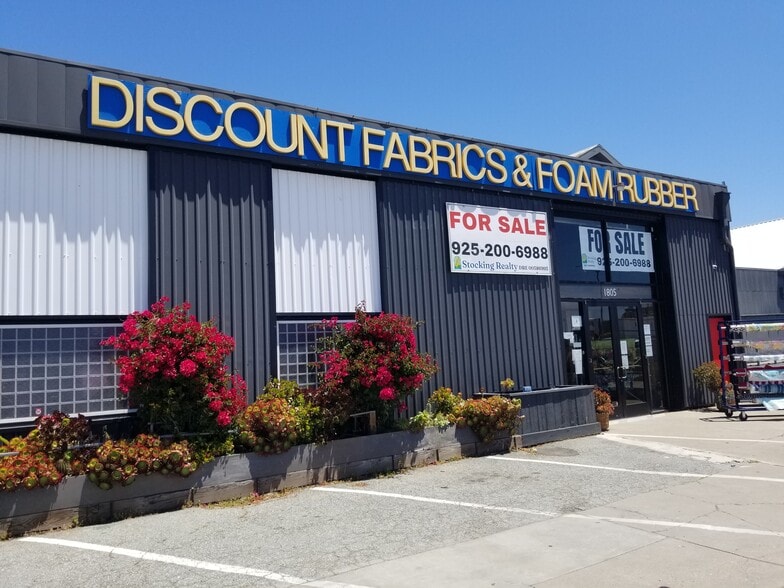 DISCOUNT FABRICS & FOAM RUBBER
FOR SALE
925-200-6988
Stocking Realty
FOR SALE
925-200-6988
1805